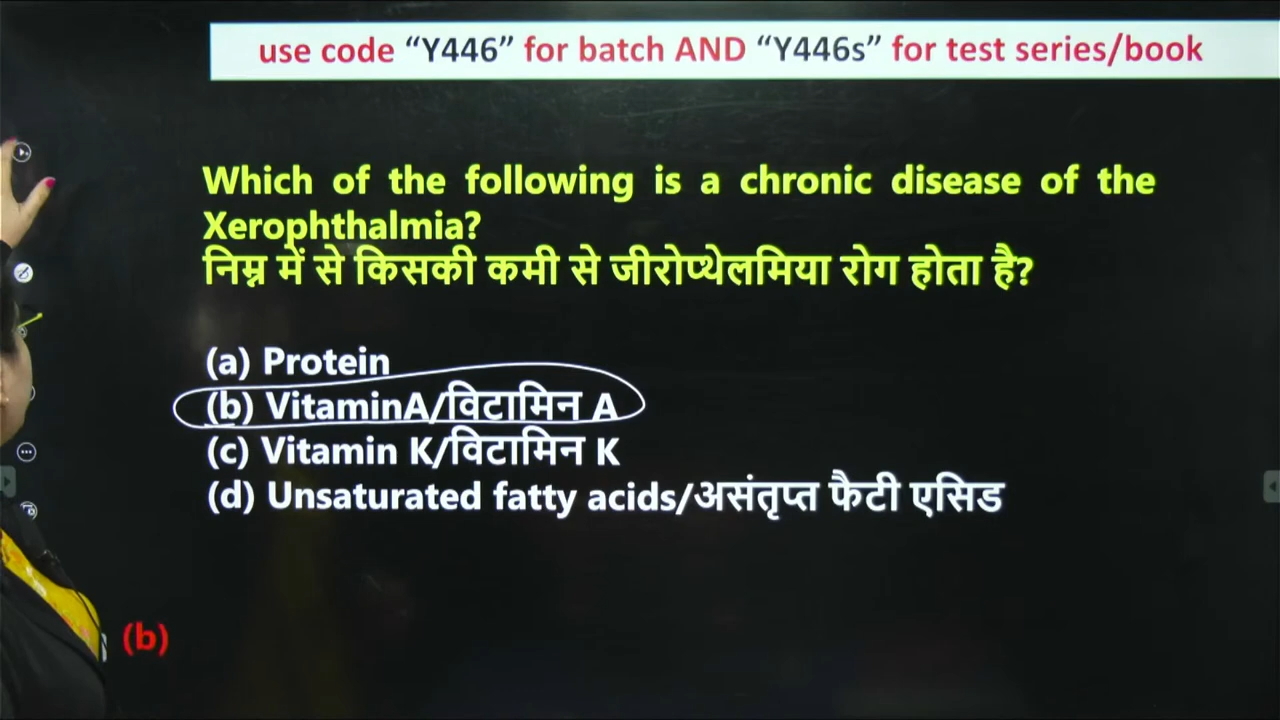 use code “Y446” for batch AND “Y446s” for test series/book
Which of the following is a chronic disease of the
Xerophthalmia?
निम्न में से किसकी कमी से जीरोप्थेलमिया रोग होता है?
(a) Protein
(b) VitaminA/विटामिन A
(c) Vitamin K/विटामिन K
(d) Unsaturated fatty acids/असंतृप्त फैटी एसिड
(b)